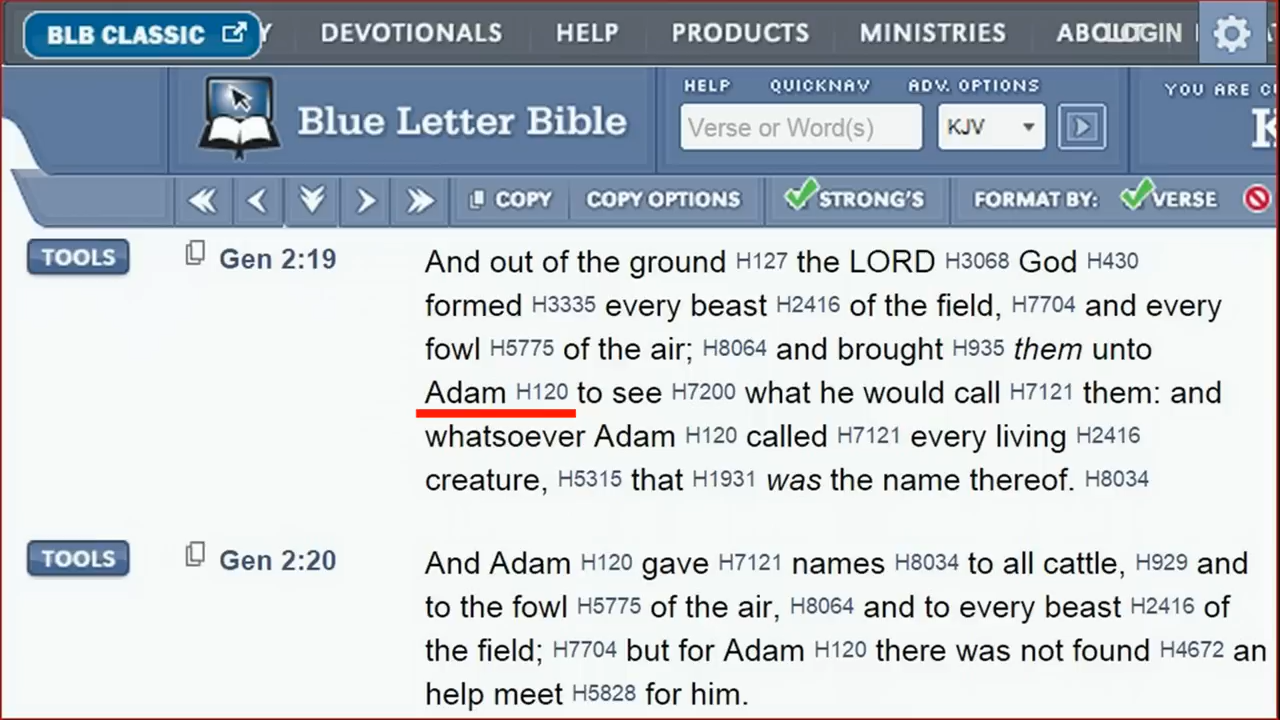 BLB CLASSIC
DEVOTIONALS HELP PRODUCTS MINISTRIES
Blue Letter Bible
HELP QUICKNAV ADV. OPTIONS
Verse or Word(s) KJV
COPY COPY OPTIONS STRONG'S FORMAT BY: VERSE
TOOLS Gen 2:19
And out of the ground H127 the LORD H3068 God H430
formed H3335 every beast H2416 of the field, H7704 and every
fowl H5775 of the air; H8064 and brought H935 them unto
Adam H120 to see H7200 what he would call H7121 them: and
whatsoever Adam H120 called H7121 every living H2416
creature, H5315 that H1931 was the name thereof. H8034
TOOLS Gen 2:20
And Adam H120 gave H7121 names H8034 to all cattle, H929 and
to the fowl H5775 of the air, H8064 and to every beast H2416 of
the field; H7704 but for Adam H120 there was not found H4672 an
help meet H5828 for him.